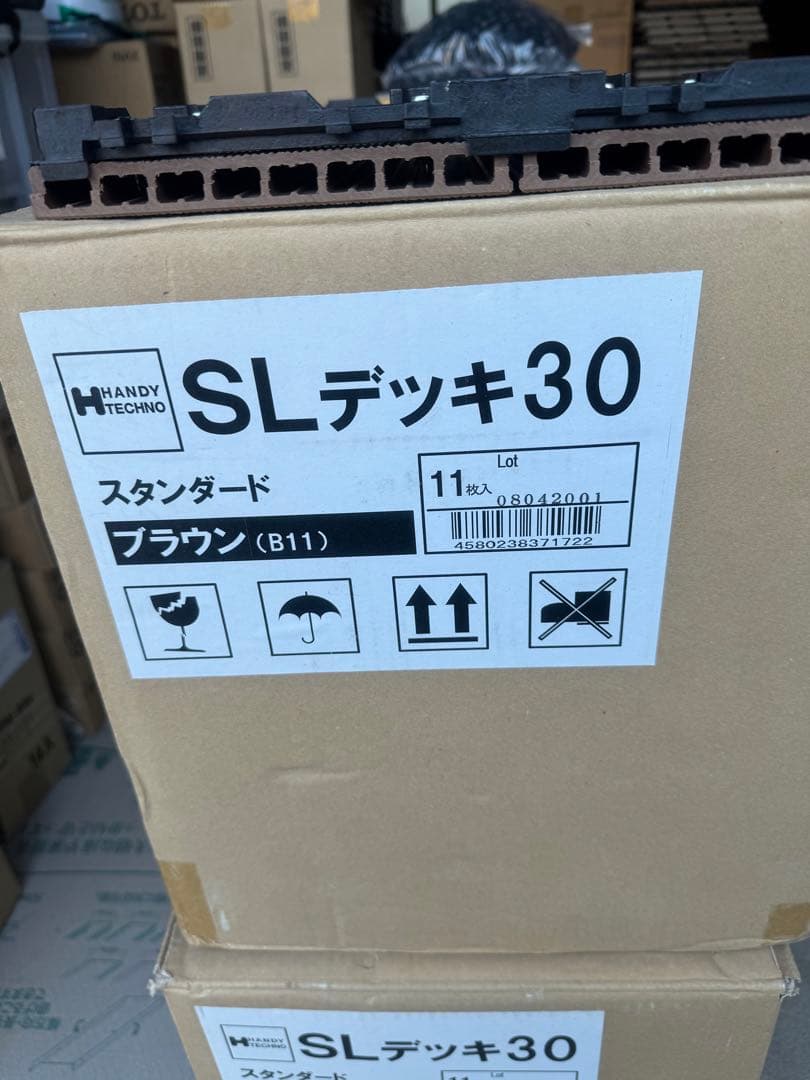 HANDY
TECHNO
SLデッキ30
スタンダード
ブラウン(B11)
Lot
11枚入
08042001
4580238371722
HANDY
TECHNO
SLデッキ30
スタンダード
Lot
11